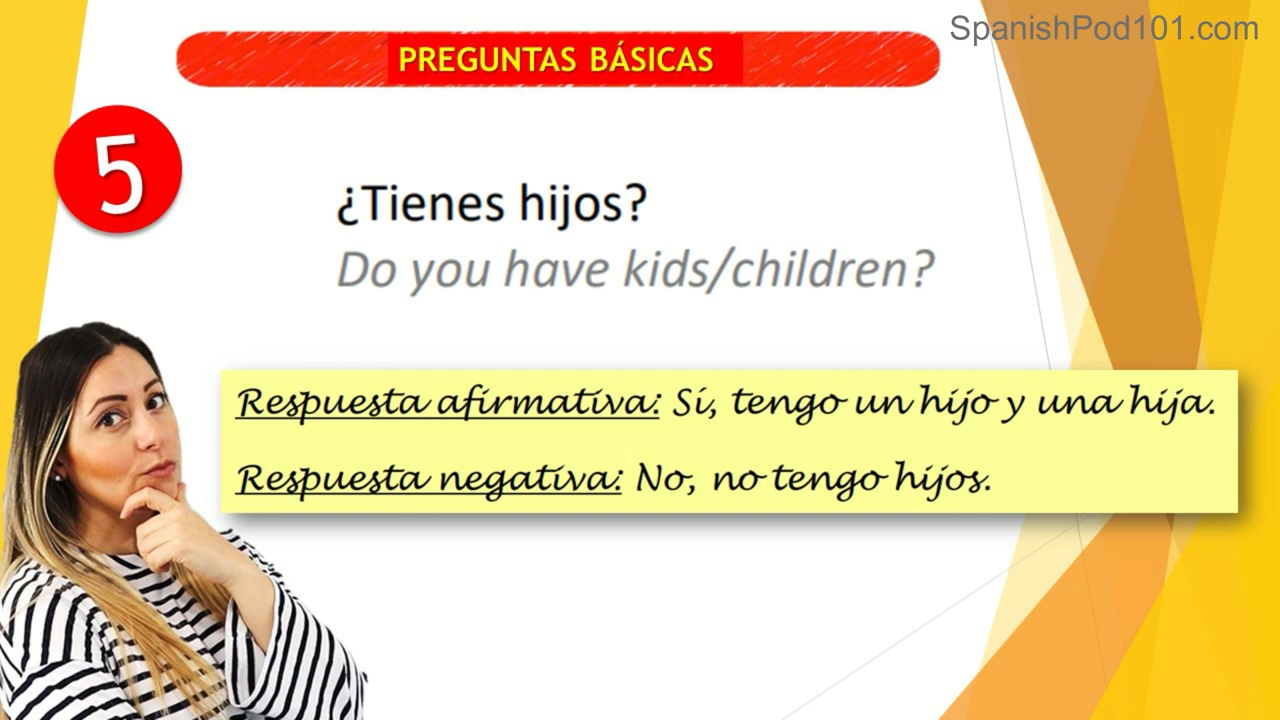 SpanishPod101.com
PREGUNTAS BÁSICAS
5
¿Tienes hijos?
Do you have kids/children?
Respuesta afirmativa: Sí, tengo un hijo y una hija.
Respuesta negativa: No, no tengo hijos.